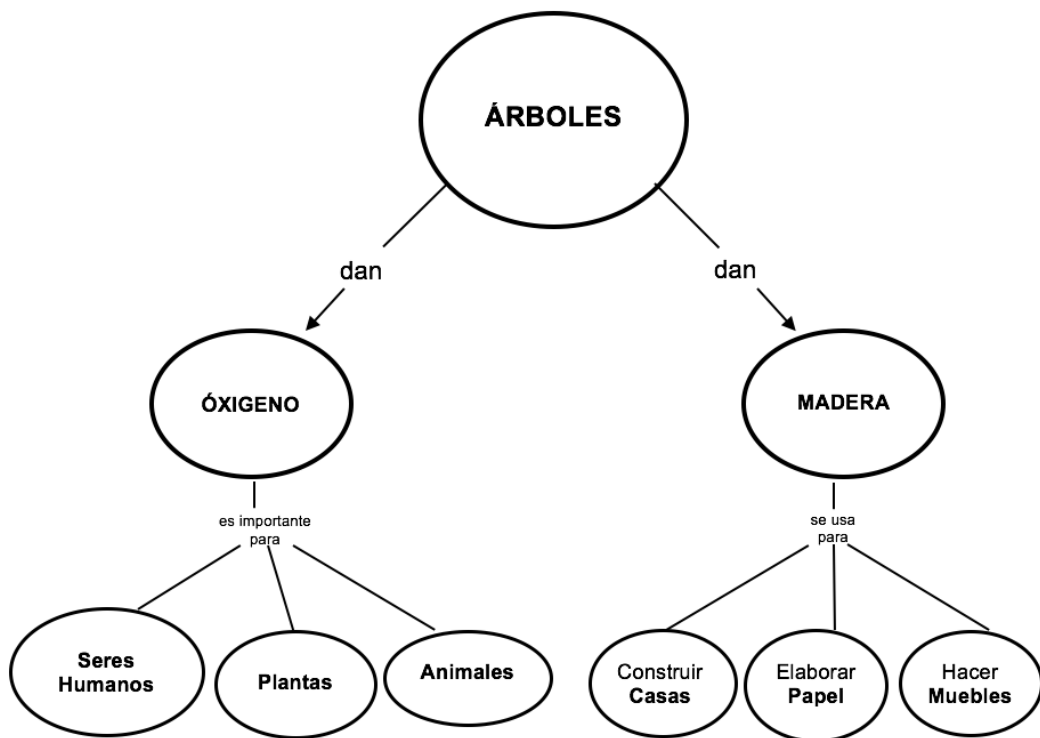 ÁRBOLES
dan
dan
ÓXIGENO
MADERA
es importante
para
se usa
para
Seres
Humanos
Plantas
Animales
Construir
Casas
Elaborar
Papel
Hacer
Muebles